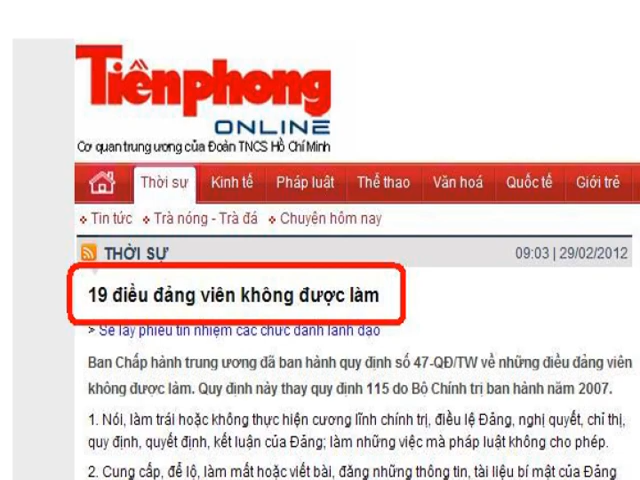 Tiềnphong
ONLINE
Cơ quan trung ương của Đoàn TNCS Hồ Chí Minh
Thời sự Kinh tế Pháp luật Thể thao Văn hoá Quốc tế Giới trẻ
Tin tức Trà nóng - Trà đá Chuyện hôm nay
THỜI SỰ 09:03 | 29/02/2012
19 điều đảng viên không được làm
> Sẽ lấy phiếu tín nhiệm các chức danh lãnh đạo
Ban Chấp hành trung ương đã ban hành quy định số 47-QĐ/TW về những điều đảng viên
không được làm. Quy định này thay quy định 115 do Bộ Chính trị ban hành năm 2007.
1. Nói, làm trái hoặc không thực hiện cương lĩnh chính trị, điều lệ Đảng, nghị quyết, chỉ thị,
quy định, quyết định, kết luận của Đảng; làm những việc mà pháp luật không cho phép.
2. Cung cấp, để lộ, làm mất hoặc viết bài, đăng những thông tin, tài liệu bí mật của Đảng